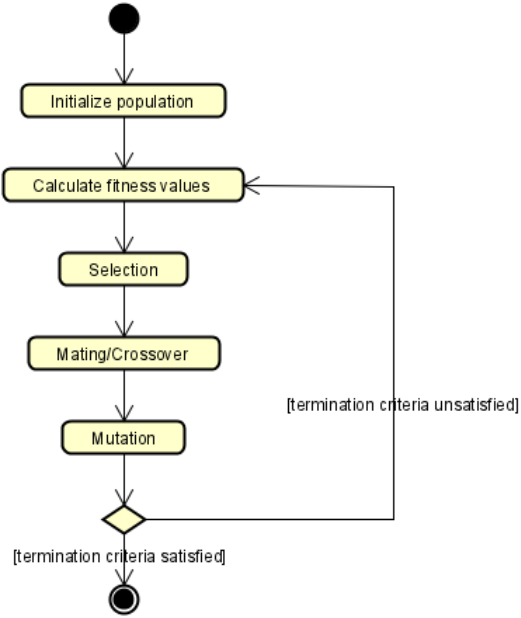 Initialize population
Calculate fitness values
Selection
Mating/Crossover
[termination criteria unsatisfied]
Mutation
[termination criteria satisfied]